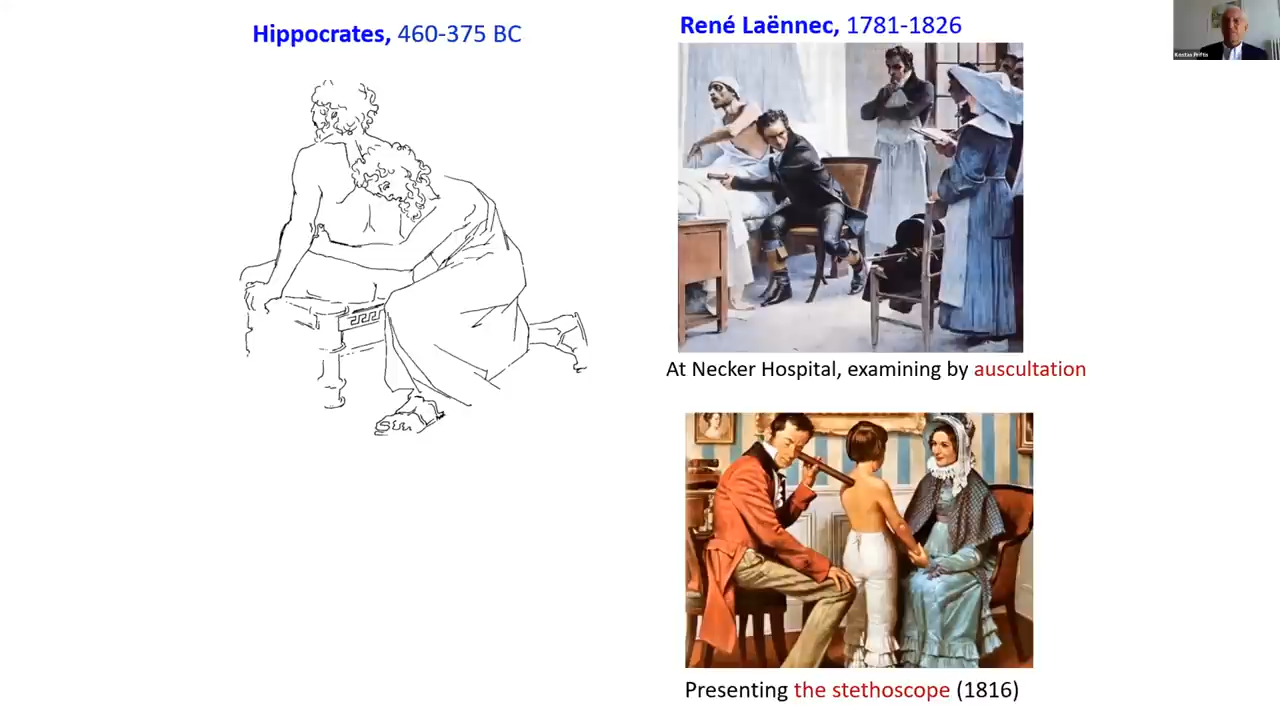 Hippocrates, 460-375 BC
René Laënnec, 1781-1826
At Necker Hospital, examining by auscultation
Presenting the stethoscope (1816)